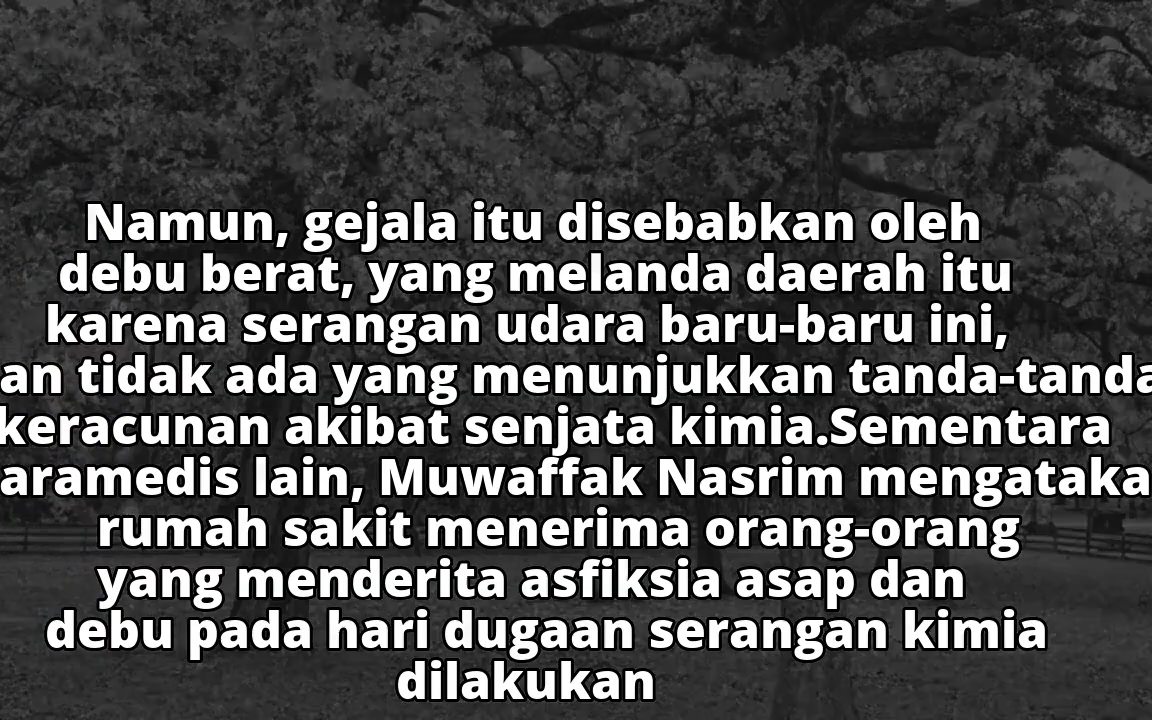 Namun, gejala itu disebabkan oleh
debu berat, yang melanda daerah itu
karena serangan udara baru-baru ini,
an tidak ada yang menunjukkan tanda-tanda
keracunan akibat senjata kimia.Sementara
aramedis lain, Muwaffak Nasrim mengataka
rumah sakit menerima orang-orang
yang menderita asfiksia asap dan
debu pada hari dugaan serangan kimia
dilakukan